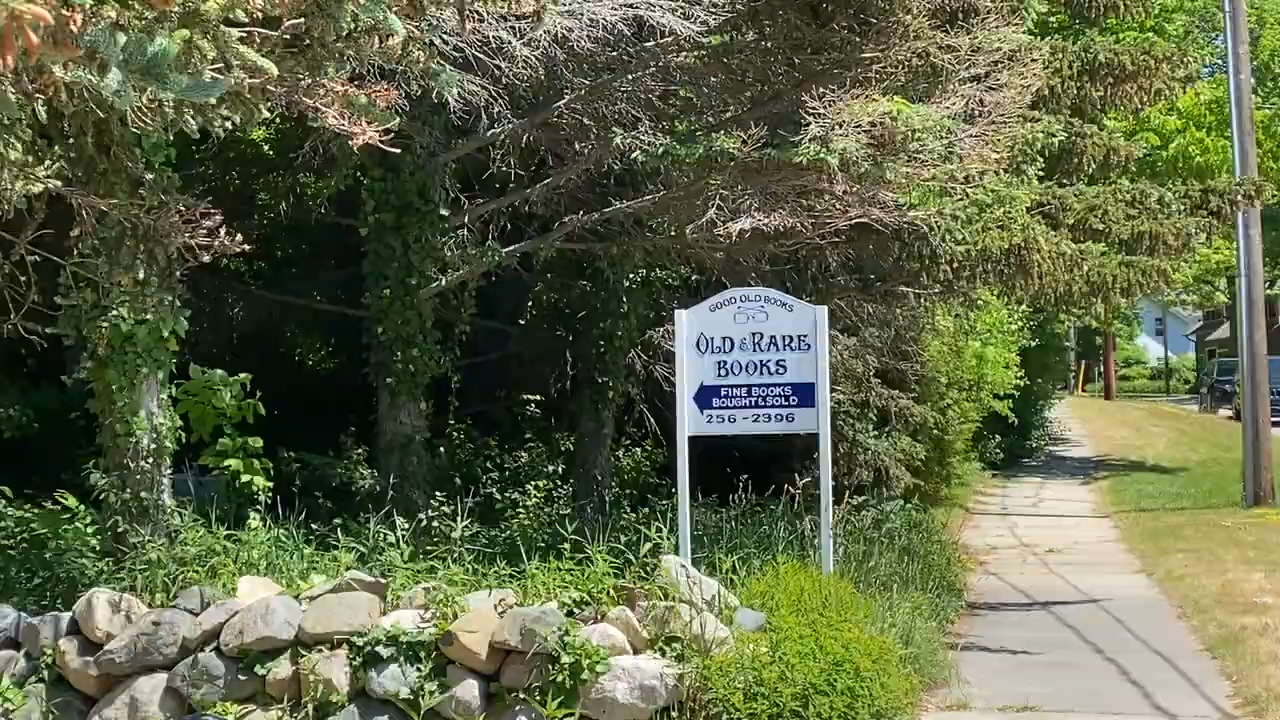 GOOD OLD BOOKS
OLD & RARE
BOOKS
FINE BOOKS
BOUGHT & SOLD
256-2396